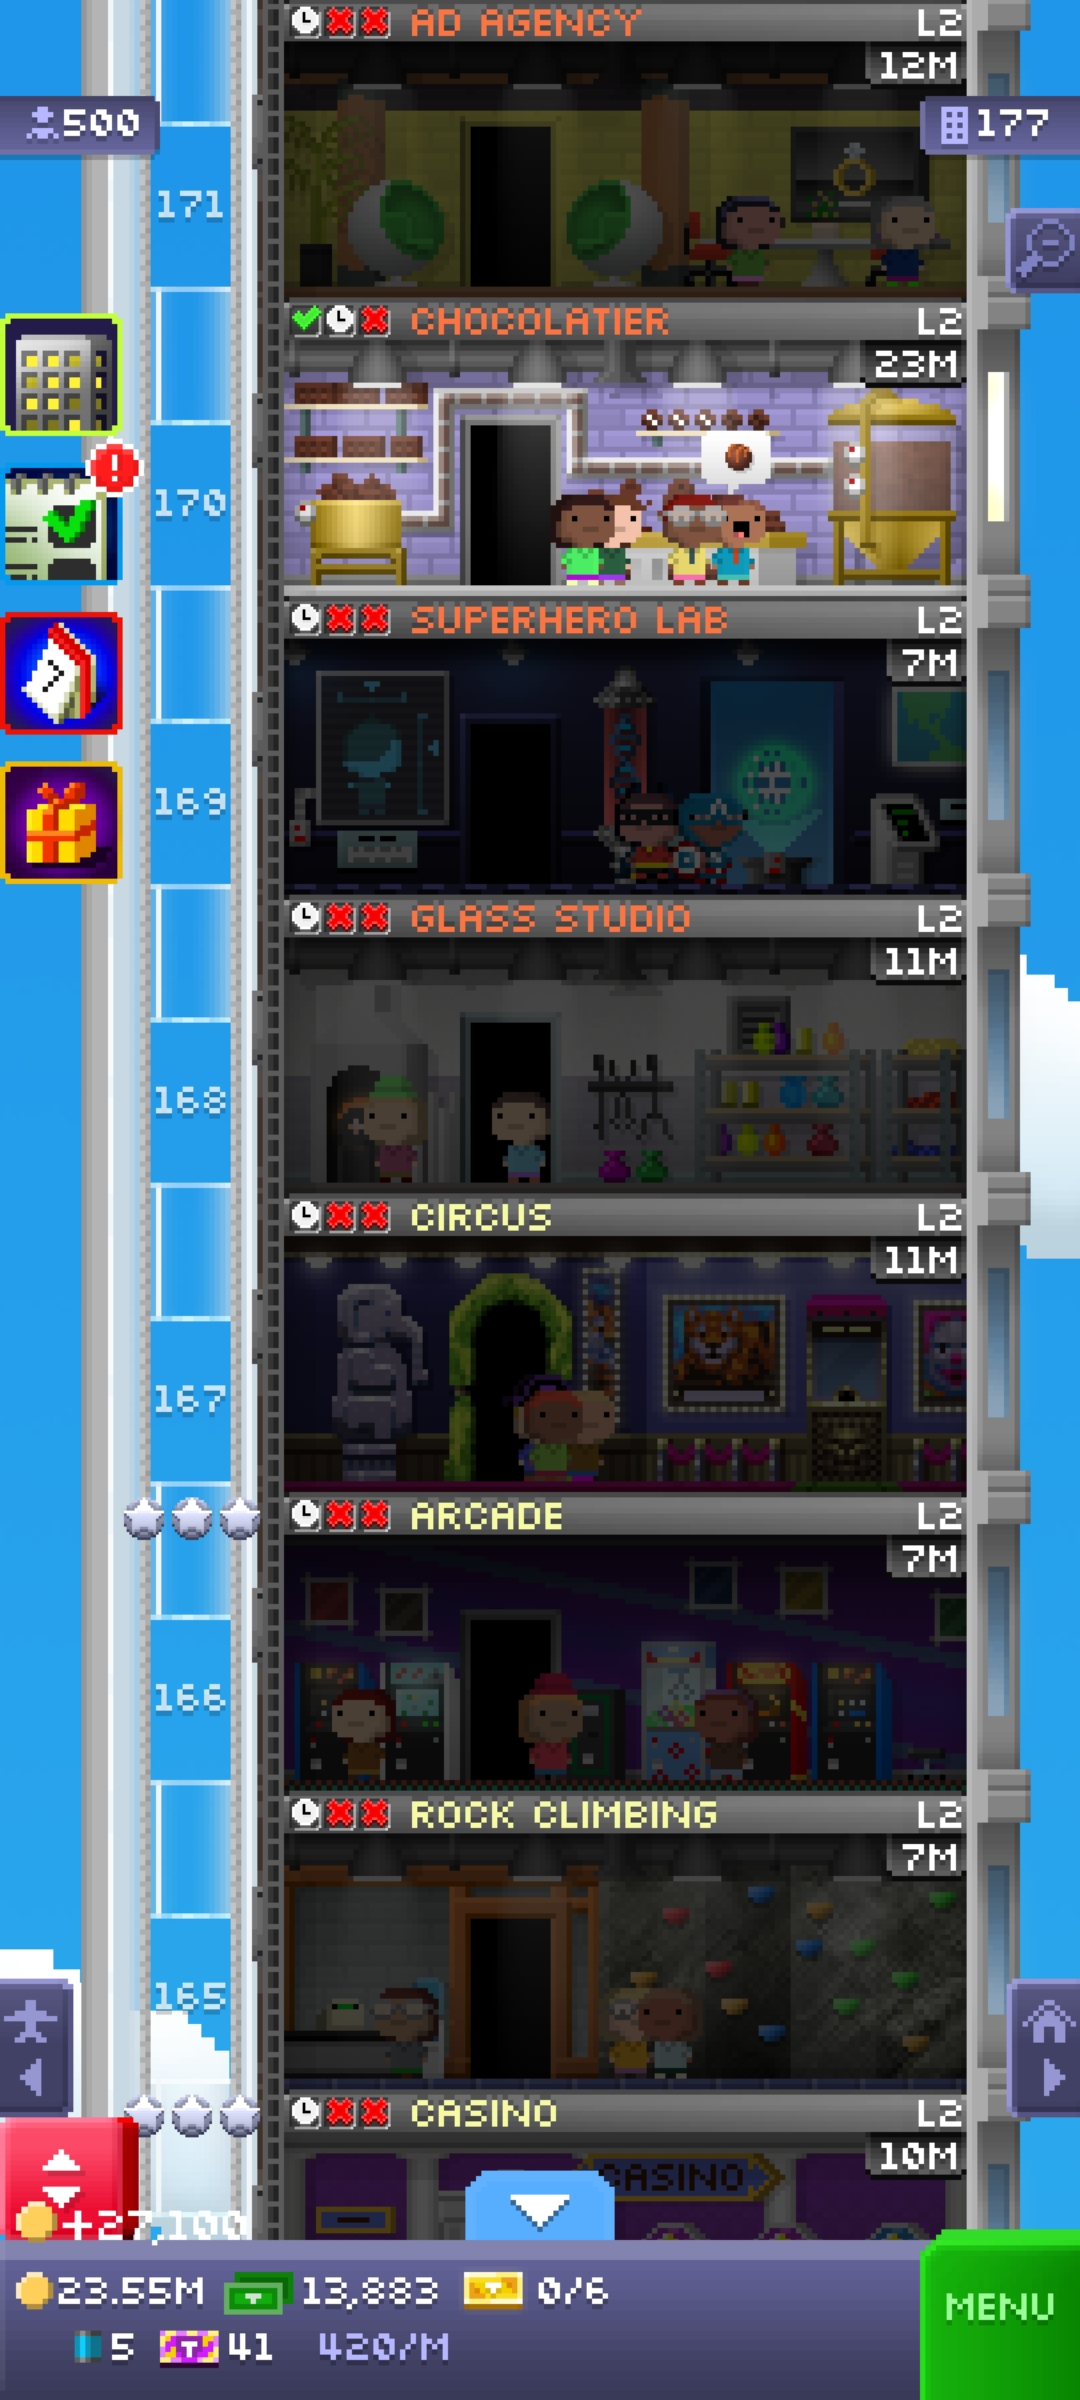 AD AGENCY L2
12M
500
177
171
CHOCOLATIER L2
23M
170
SUPERHERO LAB L2
7M
7
169
GLASS STUDIO L2
11M
168
CIRCUS L2
11M
167
ARCADE L2
7M
166
ROCK CLIMBING L2
7M
165
CASINO L2
10M
CASINO
+27,100
23.55M 13,883 0/6
MENU
5 T 41 420/M